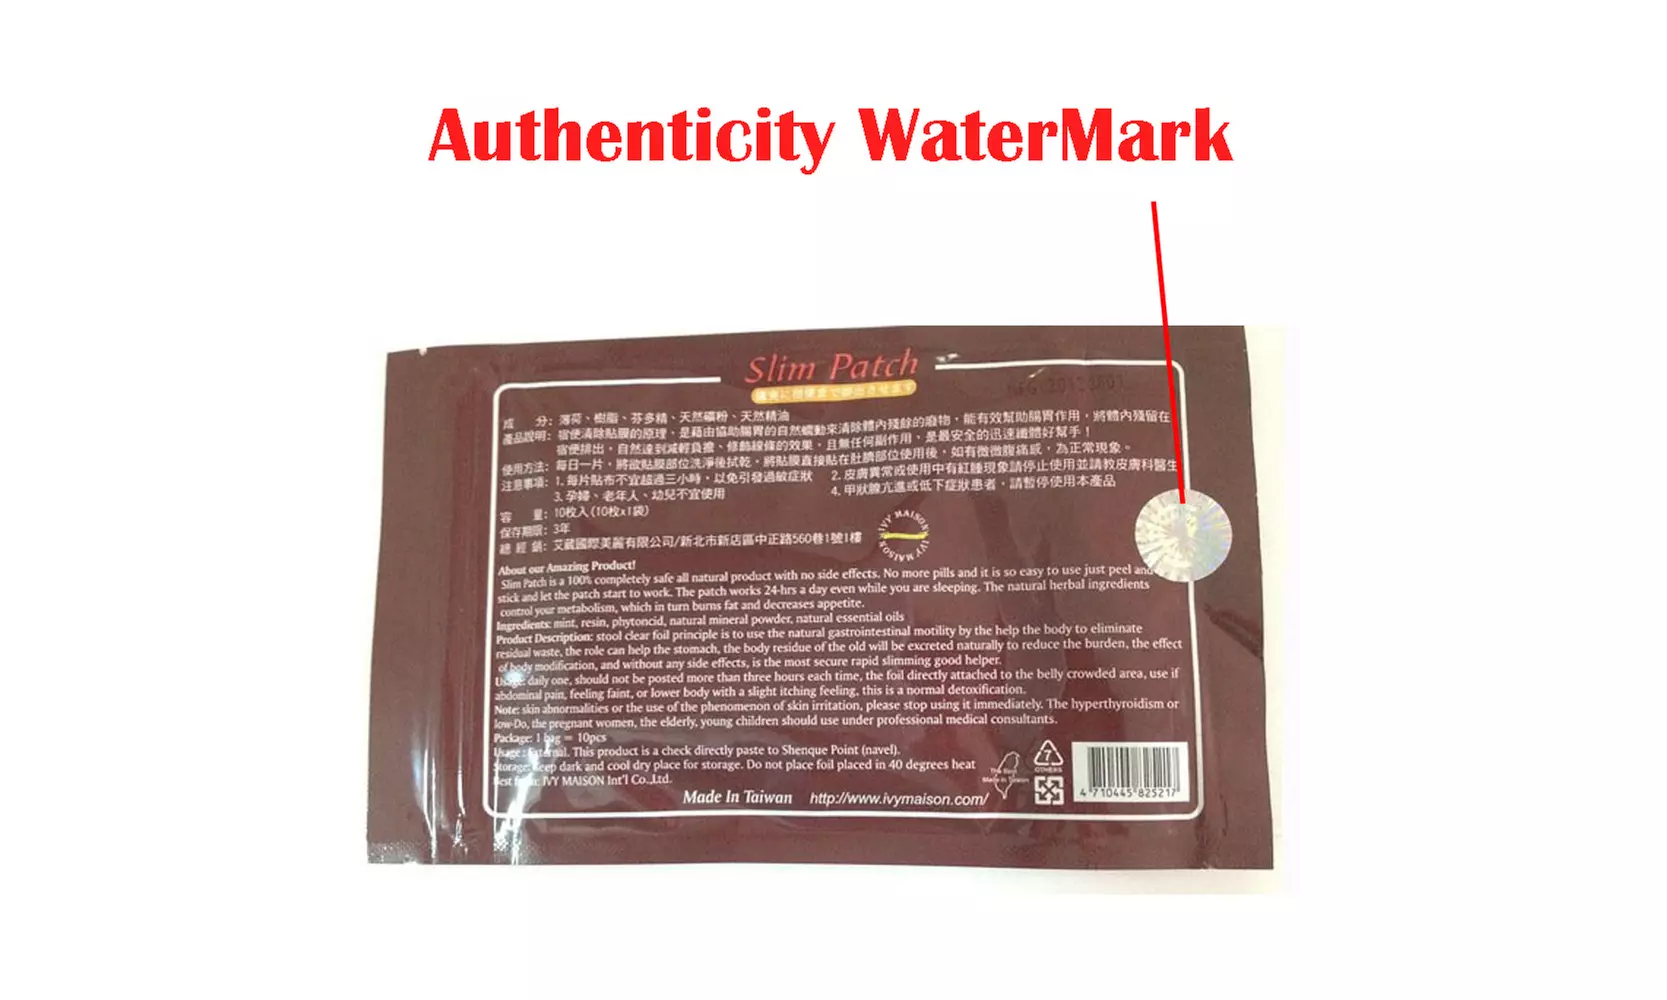 Authenticity WaterMark
Slim Patch
成 分: 薄荷、樹脂、芬多精、天然礦粉、天然精油
產品說明: 宿便清除貼膜的原理、是藉由協助腸胃的自然蠕動來清除體內殘餘的廢物,能有效幫助腸胃作用,將體內殘留在
宿便排出,自然達到減輕負擔、修飾線條的效果,且無任何副作用,是最安全的迅速纖體好幫手!
使用方法: 每日一片,將欲貼膜部位洗淨後拭乾,將貼膜直接貼在肚臍部位使用後,如有微微腹痛感,為正常現象。
注意事項: 1. 每片貼布不宜超過三小時,以免引發過敏症狀 2. 皮膚異常或使用中有紅腫現象請停止使用並請教皮膚科醫生
3. 孕婦、老年人、幼兒不宜使用 4. 甲狀腺亢進或低下症狀患者,請暫停使用本產品
容 量: 10枚入(10枚x1袋)
保存期限: 3年
總 經 銷: 艾葳國際美麗有限公司/新北市新店區中正路560巷1號1樓
IVY MAISON IVY MAISON
About our Amazing Product!
Slim Patch is a 100% completely safe all natural product with no side effects. No more pills and it is so easy to use just peel and
stick and let the patch start to work. The patch works 24-hrs a day even while you are sleeping. The natural herbal ingredients
control your metabolism, which in turn burns fat and decreases appetite.
Ingredients: mint, resin, phytoncid, natural mineral powder, natural essential oils
Product Description: stool clear foil principle is to use the natural gastrointestinal motility by the help the body to eliminate
residual waste, the role can help the stomach, the body residue of the old will be excreted naturally to reduce the burden, the effect
of body modification, and without any side effects, is the most secure rapid slimming good helper.
Usage: daily one, should not be posted more than three hours each time, the foil directly attached to the belly crowded area, use if
abdominal pain, feeling faint, or lower body with a slight itching feeling, this is a normal detoxification.
Note: skin abnormalities or the use of the phenomenon of skin irritation, please stop using it immediately. The hyperthyroidism or
low-Do, the pregnant women, the elderly, young children should use under professional medical consultants.
Package: 1 bag = 10pcs
Usage: External. This product is a check directly paste to Shenque Point (navel).
Storage: Keep dark and cool dry place for storage. Do not place foil placed in 40 degrees heat
IVY MAISON Int'l Co.,Ltd.
Made In Taiwan http://www.ivymaison.com/
The Best
Made in Taiwan
7
OTHERS
4 710445 825217